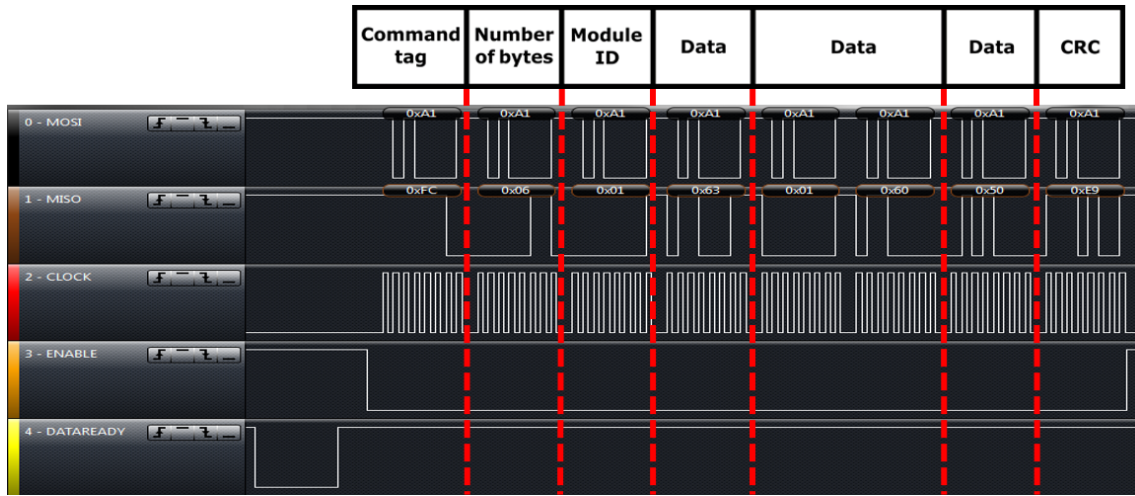 Command tag
Number of bytes
Module ID
Data
Data
Data
CRC
0 - MOSI
0xA1 0xA1 0xA1 0xA1 0xA1 0xA1 0xA1 0xA1
1 - MISO
0xFC 0x06 0x01 0x63 0x01 0x60 0x50 0xE9
2 - CLOCK
3 - ENABLE
4 - DATAREADY